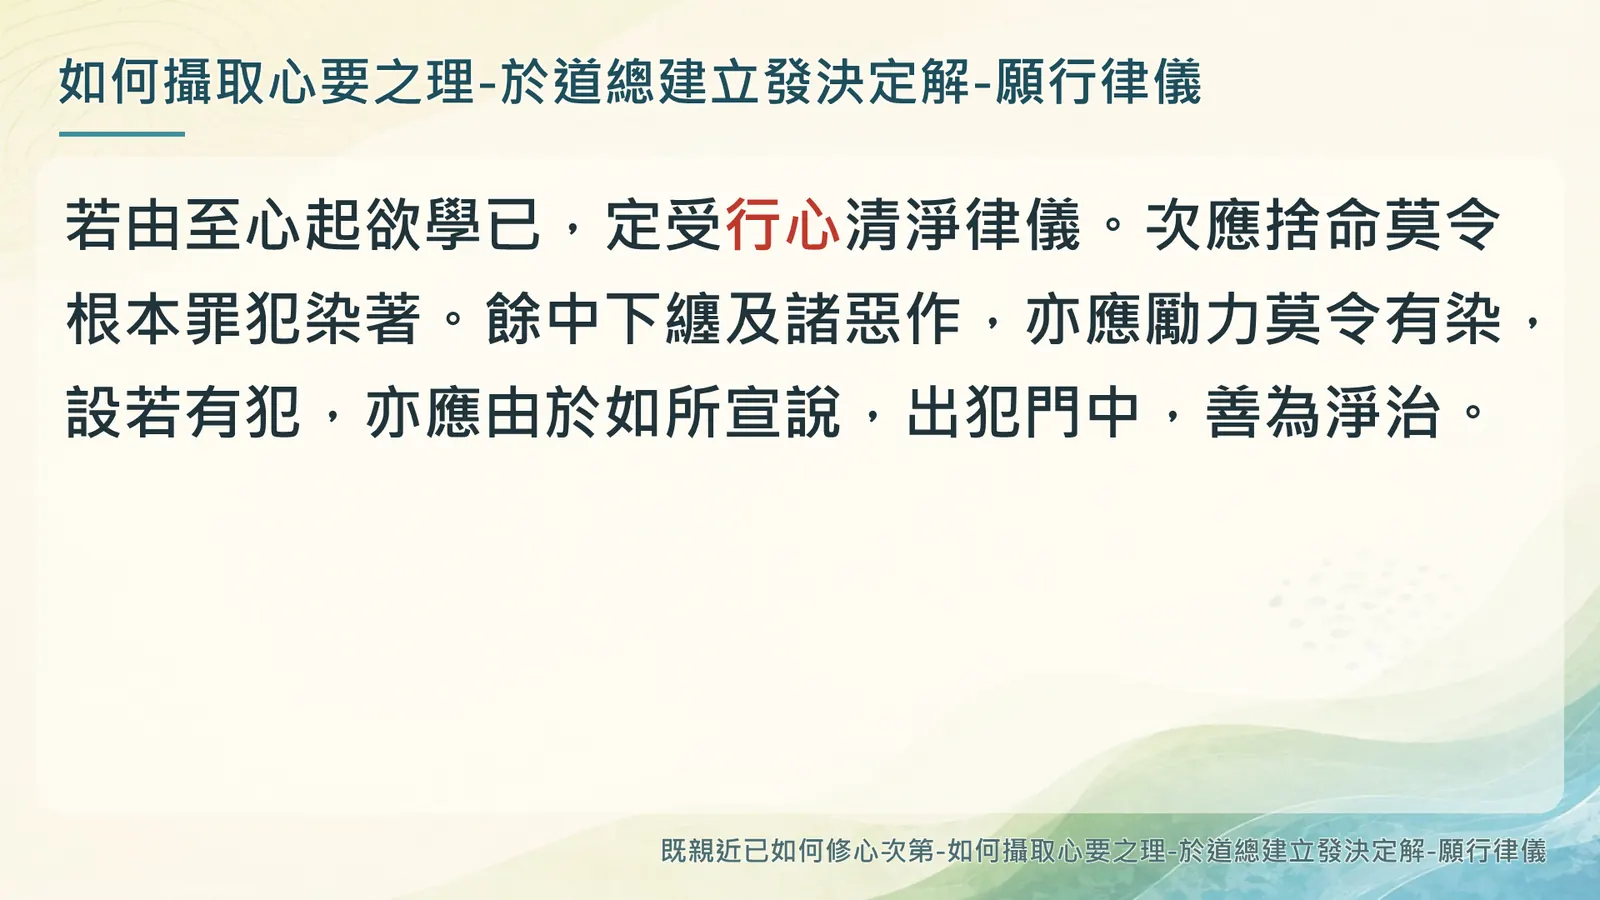 如何攝取心要之理-於道總建立發決定解-願行律儀
若由至心起欲學已，定受行心清淨律儀。次應捨命莫令
根本罪犯染著。餘中下纏及諸惡作，亦應勵力莫令有染，
設若有犯，亦應由於如所宣說，出犯門中，善為淨治。
既親近已如何修心次第-如何攝取心要之理-於道總建立發決定解-願行律儀